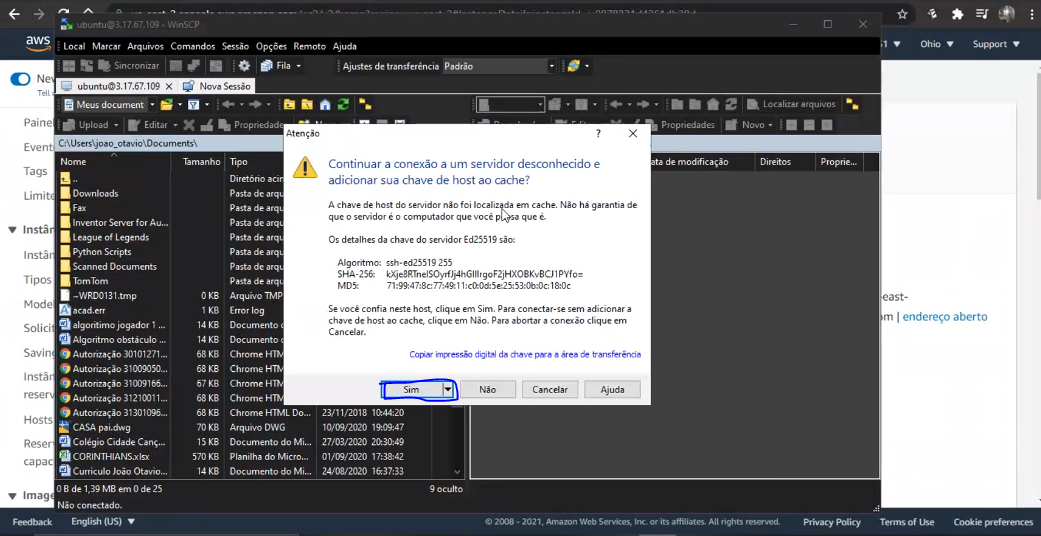 aws
Ohio
Support
ubuntu@3.17.67.109 - WinSCP
Local Marcar Arquivos Comandos Sessão Opções Remoto Ajuda
Sincronizar
Fila
Ajustes de transferência Padrão
ubuntu@3.17.67.109
Nova Sessão
Meus document
Localizar arquivos
Upload
Editar
Propriedade
Propriedades
Novo
C:\Users\joao_otavio\Documents\
Nome Tamanho Tipo
ata de modificação Direitos Proprie...
.. Diretório acin
Downloads Pasta de arqu
Fax Pasta de arqu
Inventor Server for Au... Pasta de arqu
League of Legends Pasta de arqu
Python Scripts Pasta de arqu
Scanned Documents Pasta de arqu
TomTom Pasta de arqu
~WRD0131.tmp 0 KB Arquivo TMP
acad.err 1 KB Error log
algoritimo jogador 1 ... 14 KB Documento do
Algoritmo obstáculo ... 14 KB Documento do
Autorização 30101271... 68 KB Chrome HTM
Autorização 31009050... 68 KB Chrome HTM
Autorização 31009166... 67 KB Chrome HTM
Autorização 31210011... 68 KB Chrome HTM
Autorização 31301096... 68 KB Chrome HTML Do... 23/11/2018 10:44:20
CASA pai.dwg Arquivo DWG 10/09/2020 19:09:47
Colégio Cidade Canç... 15 KB Documento do Mi... 27/03/2020 20:30:49
CORINTHIANS.xlsx 570 KB Planilha do Micro... 01/09/2020 17:38:42
Curriculo João Otavio... 14 KB Documento do Mi... 24/08/2020 16:37:33
0 B de 1,39 MB em 0 de 25
9 oculto
Não conectado.
Atenção
Continuar a conexão a um servidor desconhecido e
adicionar sua chave de host ao cache?
A chave de host do servidor não foi localizada em cache. Não há garantia de
que o servidor é o computador que você pensa que é.
Os detalhes da chave do servidor Ed25519 são:
Algoritmo: ssh-ed25519 255
SHA-256:
MD5: 71:99:47:8c:77:49:11:c0:0d:5e:25:53:0b:0c:18:0c
Se você confia neste host, clique em Sim. Para conectar-se sem adicionar a
chave de host ao cache, clique em Não. Para abortar a conexão clique em
Cancelar.
Copiar impressão digital da chave para a área de transferência
Sim Não Cancelar Ajuda
Tell
Painel
Event
Tags
Limite
Instân
Instân
Tipos
Saving
Hosts
Reser
capac
Imag
east-
com | endereço aberto
Feedback English (US)
© 2008 - 2021, Amazon Web Services, Inc. or its affiliates. All rights reserved.
Privacy Policy Terms of Use Cookie preferences